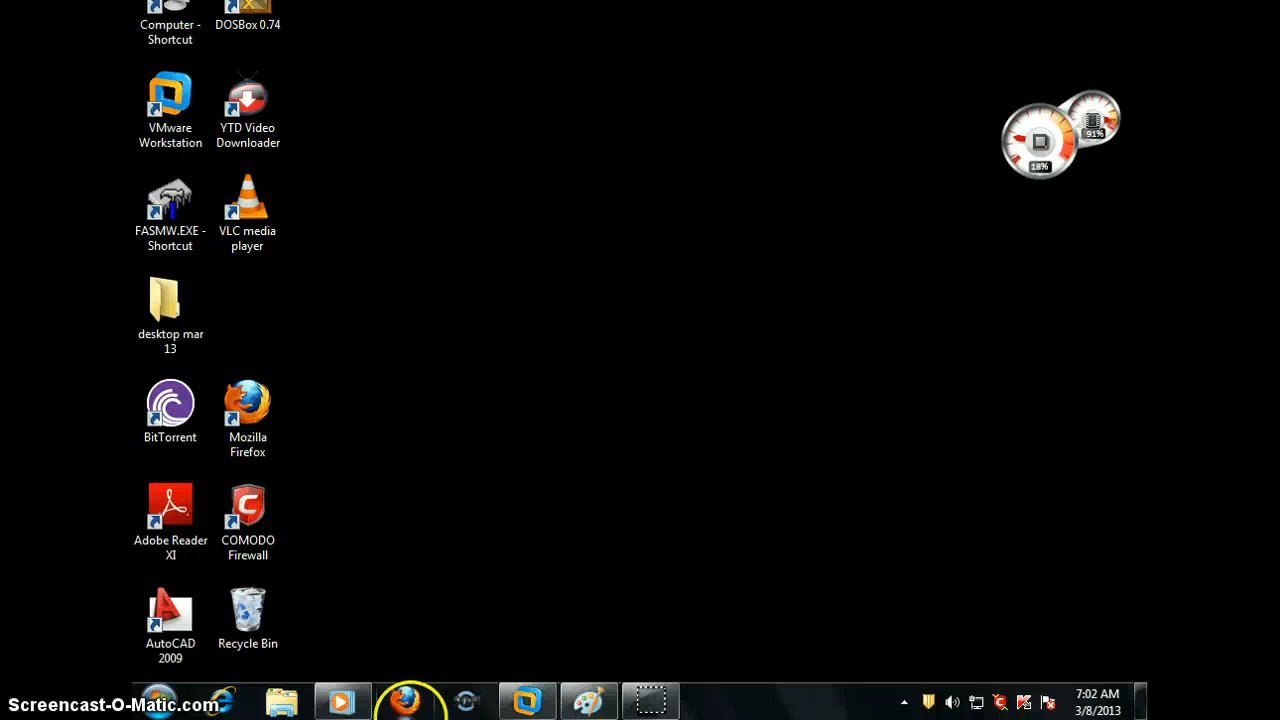 Computer -
Shortcut
DOSBox 0.74
VMware
Workstation
YTD Video
Downloader
FASMW.EXE -
Shortcut
VLC media
player
desktop mar
13
BitTorrent
Mozilla
Firefox
Adobe Reader
XI
COMODO
Firewall
AutoCAD
2009
Recycle Bin
91%
18%
7:02 AM
3/8/2013
Screencast-O-Matic.com